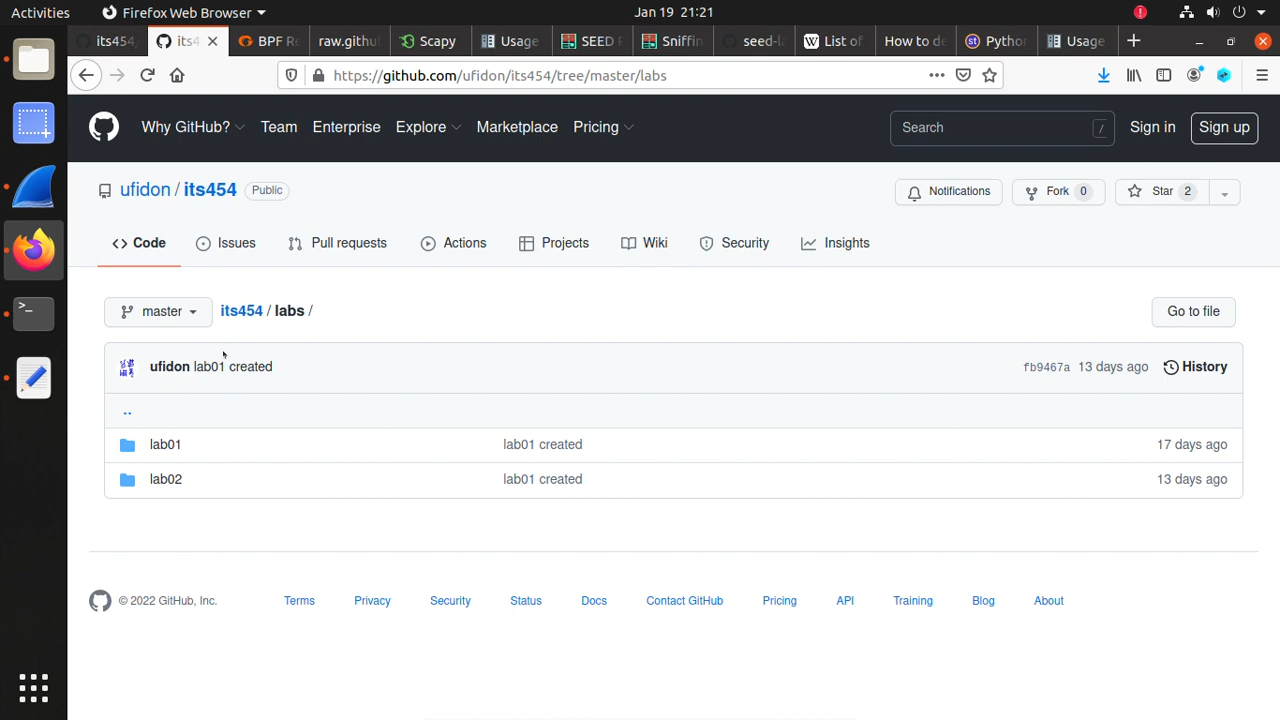 Activities Firefox Web Browser Jan 19 21:21
its454 its4 BPF Re raw.githu Scapy Usage SEED Sniffin seed-la List of How to de Python Usage
https://github.com/ufidon/its454/tree/master/labs
Why GitHub? Team Enterprise Explore Marketplace Pricing Search / Sign in Sign up
ufidon / its454 Public Notifications Fork 0 Star 2
Code Issues Pull requests Actions Projects Wiki Security Insights
master its454 / labs / Go to file
ufidon lab01 created fb9467a 13 days ago History
..
lab01 lab01 created 17 days ago
lab02 lab01 created 13 days ago
© 2022 GitHub, Inc. Terms Privacy Security Status Docs Contact GitHub Pricing API Training Blog About